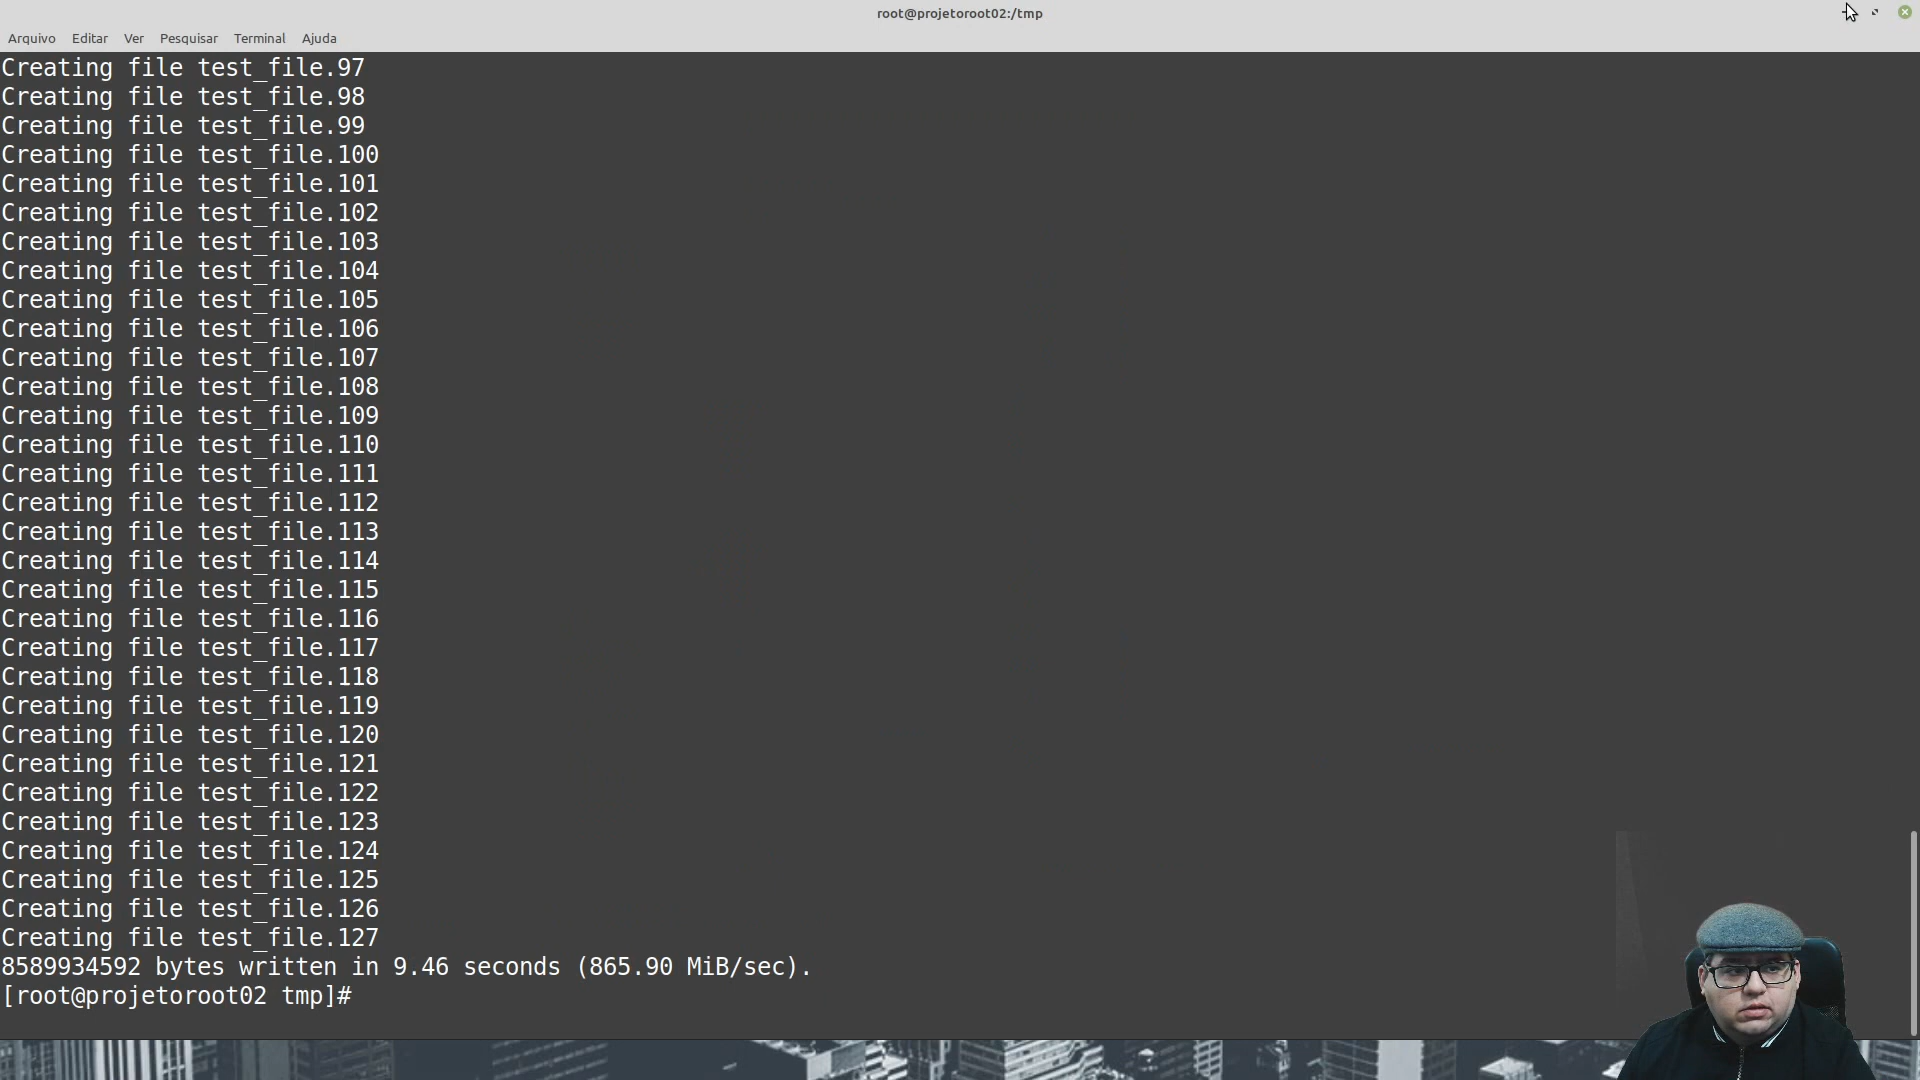 root@projetoroot02:/tmp
Arquivo Editar Ver Pesquisar Terminal Ajuda
Creating file test_file.97
Creating file test_file.98
Creating file test_file.99
Creating file test_file.100
Creating file test_file.101
Creating file test_file.102
Creating file test_file.103
Creating file test_file.104
Creating file test_file.105
Creating file test_file.106
Creating file test_file.107
Creating file test_file.108
Creating file test_file.109
Creating file test_file.110
Creating file test_file.111
Creating file test_file.112
Creating file test_file.113
Creating file test_file.114
Creating file test_file.115
Creating file test_file.116
Creating file test_file.117
Creating file test_file.118
Creating file test_file.119
Creating file test_file.120
Creating file test_file.121
Creating file test_file.122
Creating file test_file.123
Creating file test_file.124
Creating file test_file.125
Creating file test_file.126
Creating file test_file.127
8589934592 bytes written in 9.46 seconds (865.90 MiB/sec).
[root@projetoroot02 tmp]#